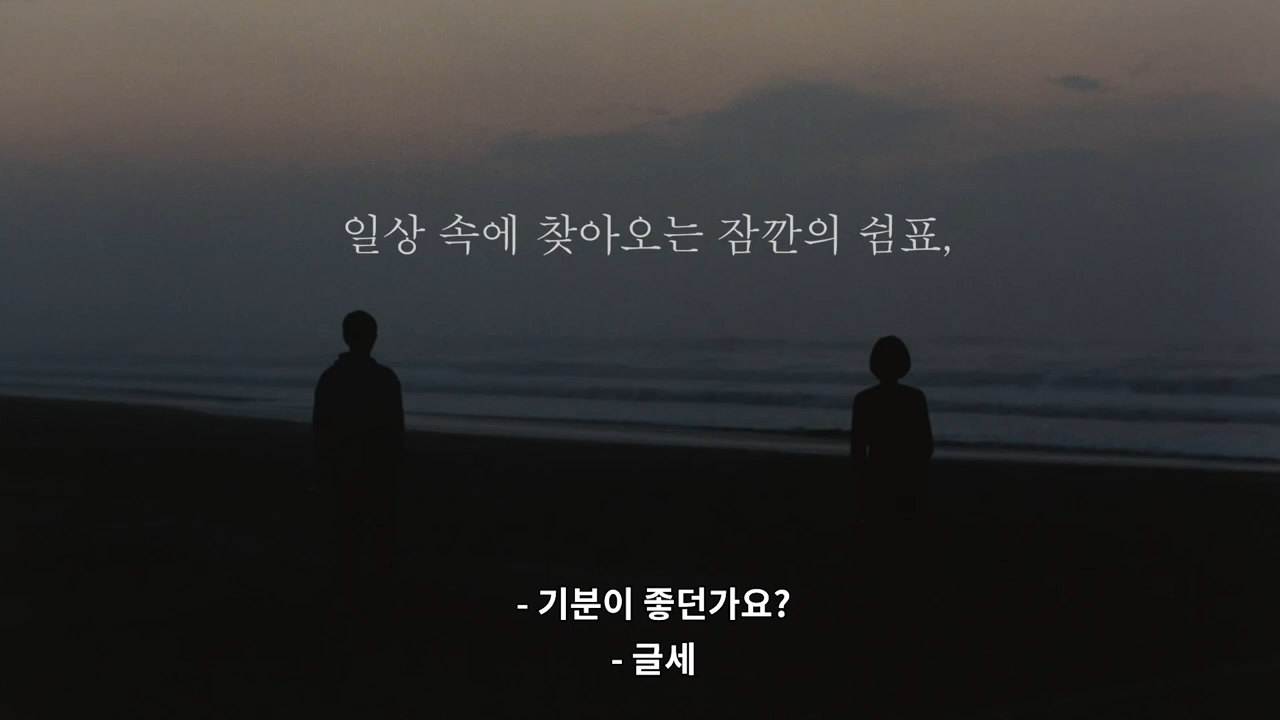 일상 속에 찾아오는 잠깐의 쉼표,
- 기분이 좋던가요?
- 글세